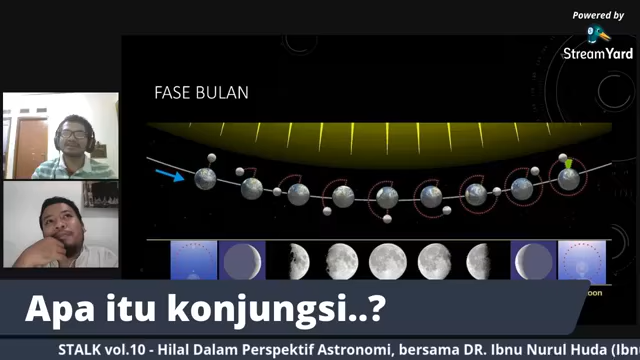 Powered by
StreamYard
FASE BULAN
oon
Apa itu konjungsi..?
STALK vol.10 - Hilal Dalam Perspektif Astronomi, bersama DR. Ibnu Nurul Huda (Ibn